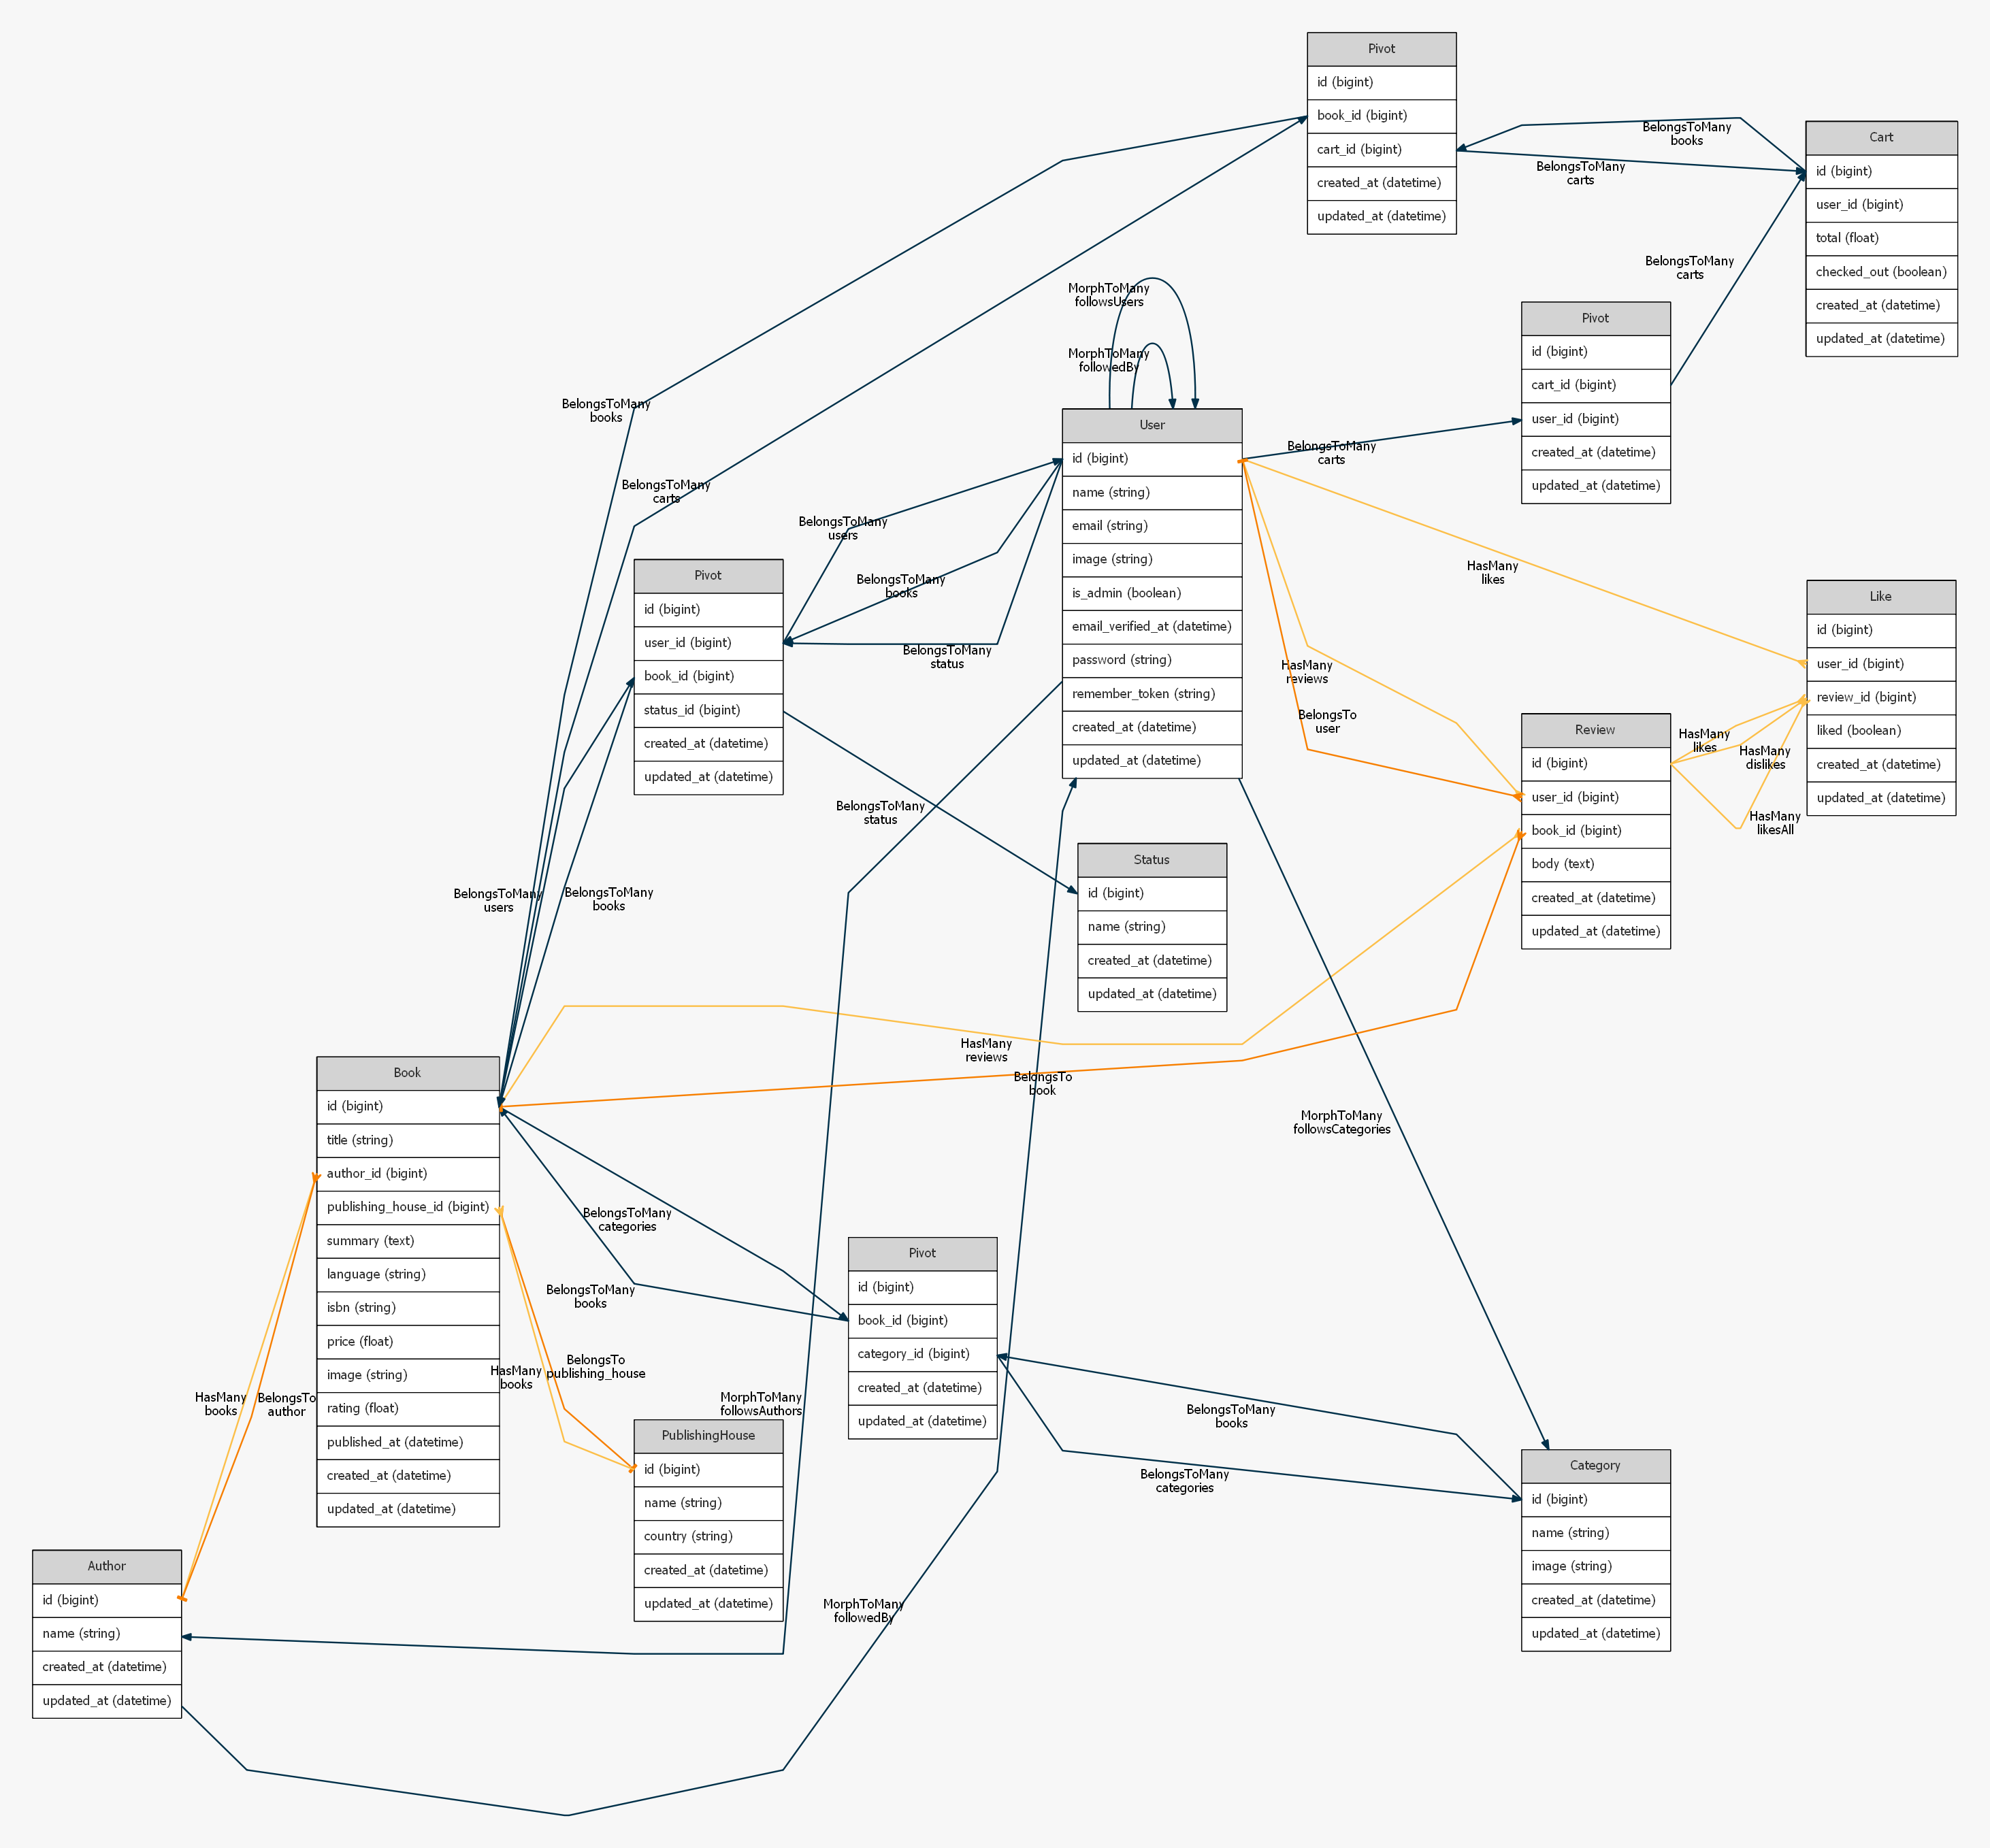 Pivot
id (bigint)
book_id (bigint)
cart_id (bigint)
created_at (datetime)
updated_at (datetime)
Cart
id (bigint)
user_id (bigint)
total (float)
checked_out (boolean)
created_at (datetime)
updated_at (datetime)
BelongsToMany
books
BelongsToMany
carts
BelongsToMany
carts
Pivot
id (bigint)
cart_id (bigint)
user_id (bigint)
created_at (datetime)
updated_at (datetime)
MorphToMany
followsUsers
MorphToMany
followedBy
User
id (bigint)
name (string)
email (string)
image (string)
is_admin (boolean)
email_verified_at (datetime)
password (string)
remember_token (string)
created_at (datetime)
updated_at (datetime)
BelongsToMany
carts
BelongsToMany
books
BelongsToMany
carts
BelongsToMany
users
BelongsToMany
books
BelongsToMany
status
Pivot
id (bigint)
user_id (bigint)
book_id (bigint)
status_id (bigint)
created_at (datetime)
updated_at (datetime)
HasMany
likes
Like
id (bigint)
user_id (bigint)
review_id (bigint)
liked (boolean)
created_at (datetime)
updated_at (datetime)
HasMany
reviews
BelongsTo
user
Review
id (bigint)
user_id (bigint)
book_id (bigint)
body (text)
created_at (datetime)
updated_at (datetime)
HasMany
likes
HasMany
dislikes
HasMany
likesAll
BelongsToMany
status
Status
id (bigint)
name (string)
created_at (datetime)
updated_at (datetime)
BelongsToMany
users
BelongsToMany
books
HasMany
reviews
BelongsTo
book
MorphToMany
followsCategories
Book
id (bigint)
title (string)
author_id (bigint)
publishing_house_id (bigint)
summary (text)
language (string)
isbn (string)
price (float)
image (string)
rating (float)
published_at (datetime)
created_at (datetime)
updated_at (datetime)
BelongsToMany
categories
BelongsToMany
books
Pivot
id (bigint)
book_id (bigint)
category_id (bigint)
created_at (datetime)
updated_at (datetime)
HasMany
books
BelongsTo
author
HasMany
books
BelongsTo
publishing_house
MorphToMany
followsAuthors
PublishingHouse
id (bigint)
name (string)
country (string)
created_at (datetime)
updated_at (datetime)
BelongsToMany
books
BelongsToMany
categories
Category
id (bigint)
name (string)
image (string)
created_at (datetime)
updated_at (datetime)
Author
id (bigint)
name (string)
created_at (datetime)
updated_at (datetime)
MorphToMany
followedBy